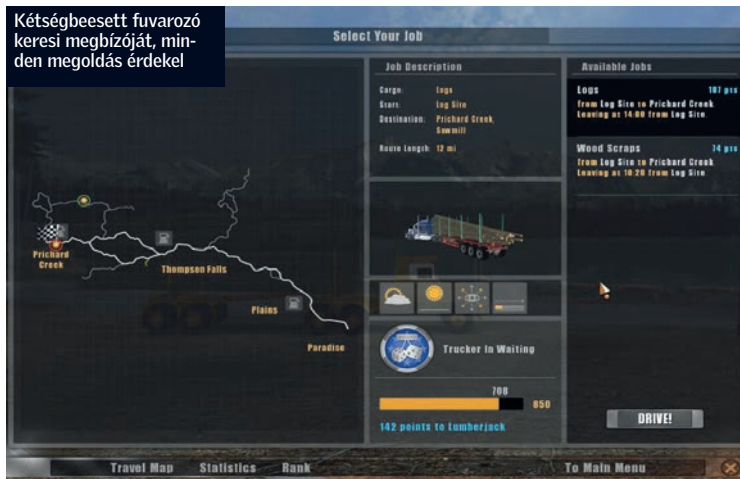 Kétségbeesett fuvarozó
keresi megbízóját, min-
den megoldás érdekel
Select Your Job
Job Description
Cargo: Logs
Start: Log Site
Destination: Prichard Creek,
Sawmill
Route Length: 12 mi
Available Jobs
Logs 107 pts
from Log Site to Prichard Creek
Leaving at 14:00 from Log Site
Wood Scraps 74 pts
from Log Site to Prichard Creek
Leaving at 10:20 from Log Site
Prichard
Creek
Thompson Falls
Plains
Paradise
Trucker In Waiting
708
850
142 points to Lumberjack
DRIVE!
Travel Map Statistics Rank To Main Menu